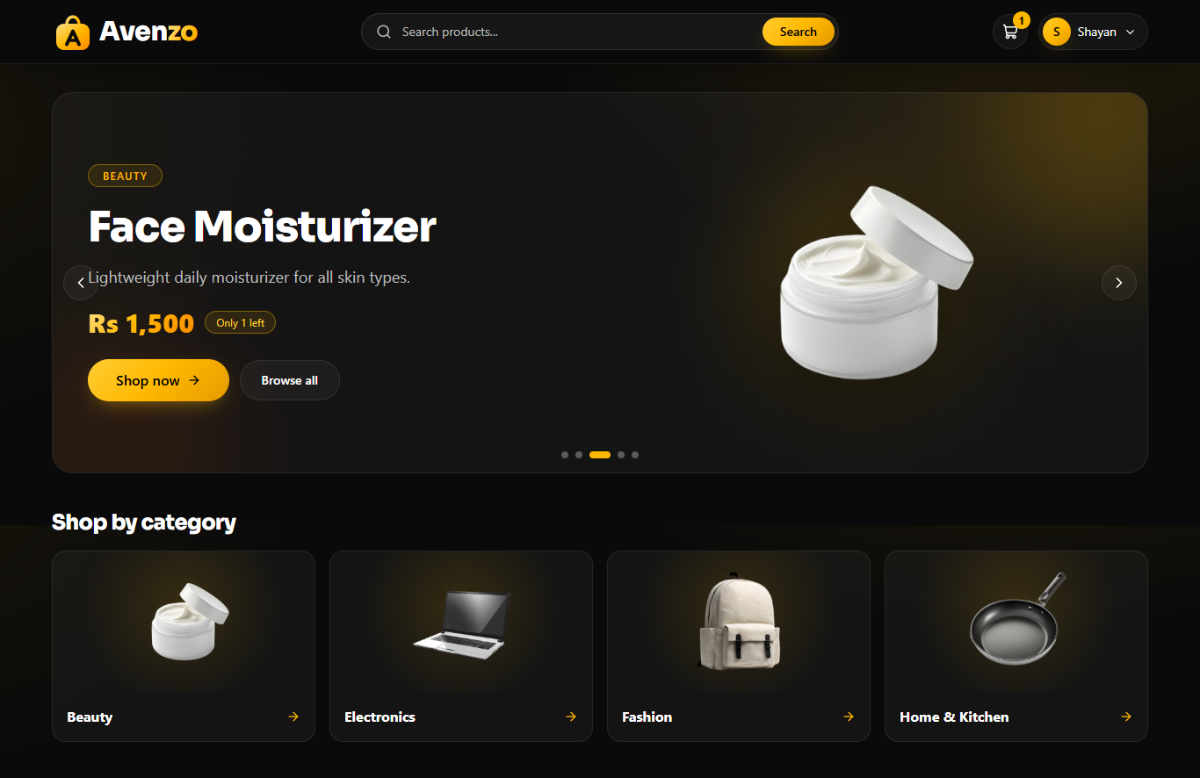 Avenzo
Search products...
Search
1
S
Shayan
BEAUTY
Face Moisturizer
Lightweight daily moisturizer for all skin types.
Rs 1,500
Only 1 left
Shop now
Browse all
Shop by category
Beauty
Electronics
Fashion
Home & Kitchen